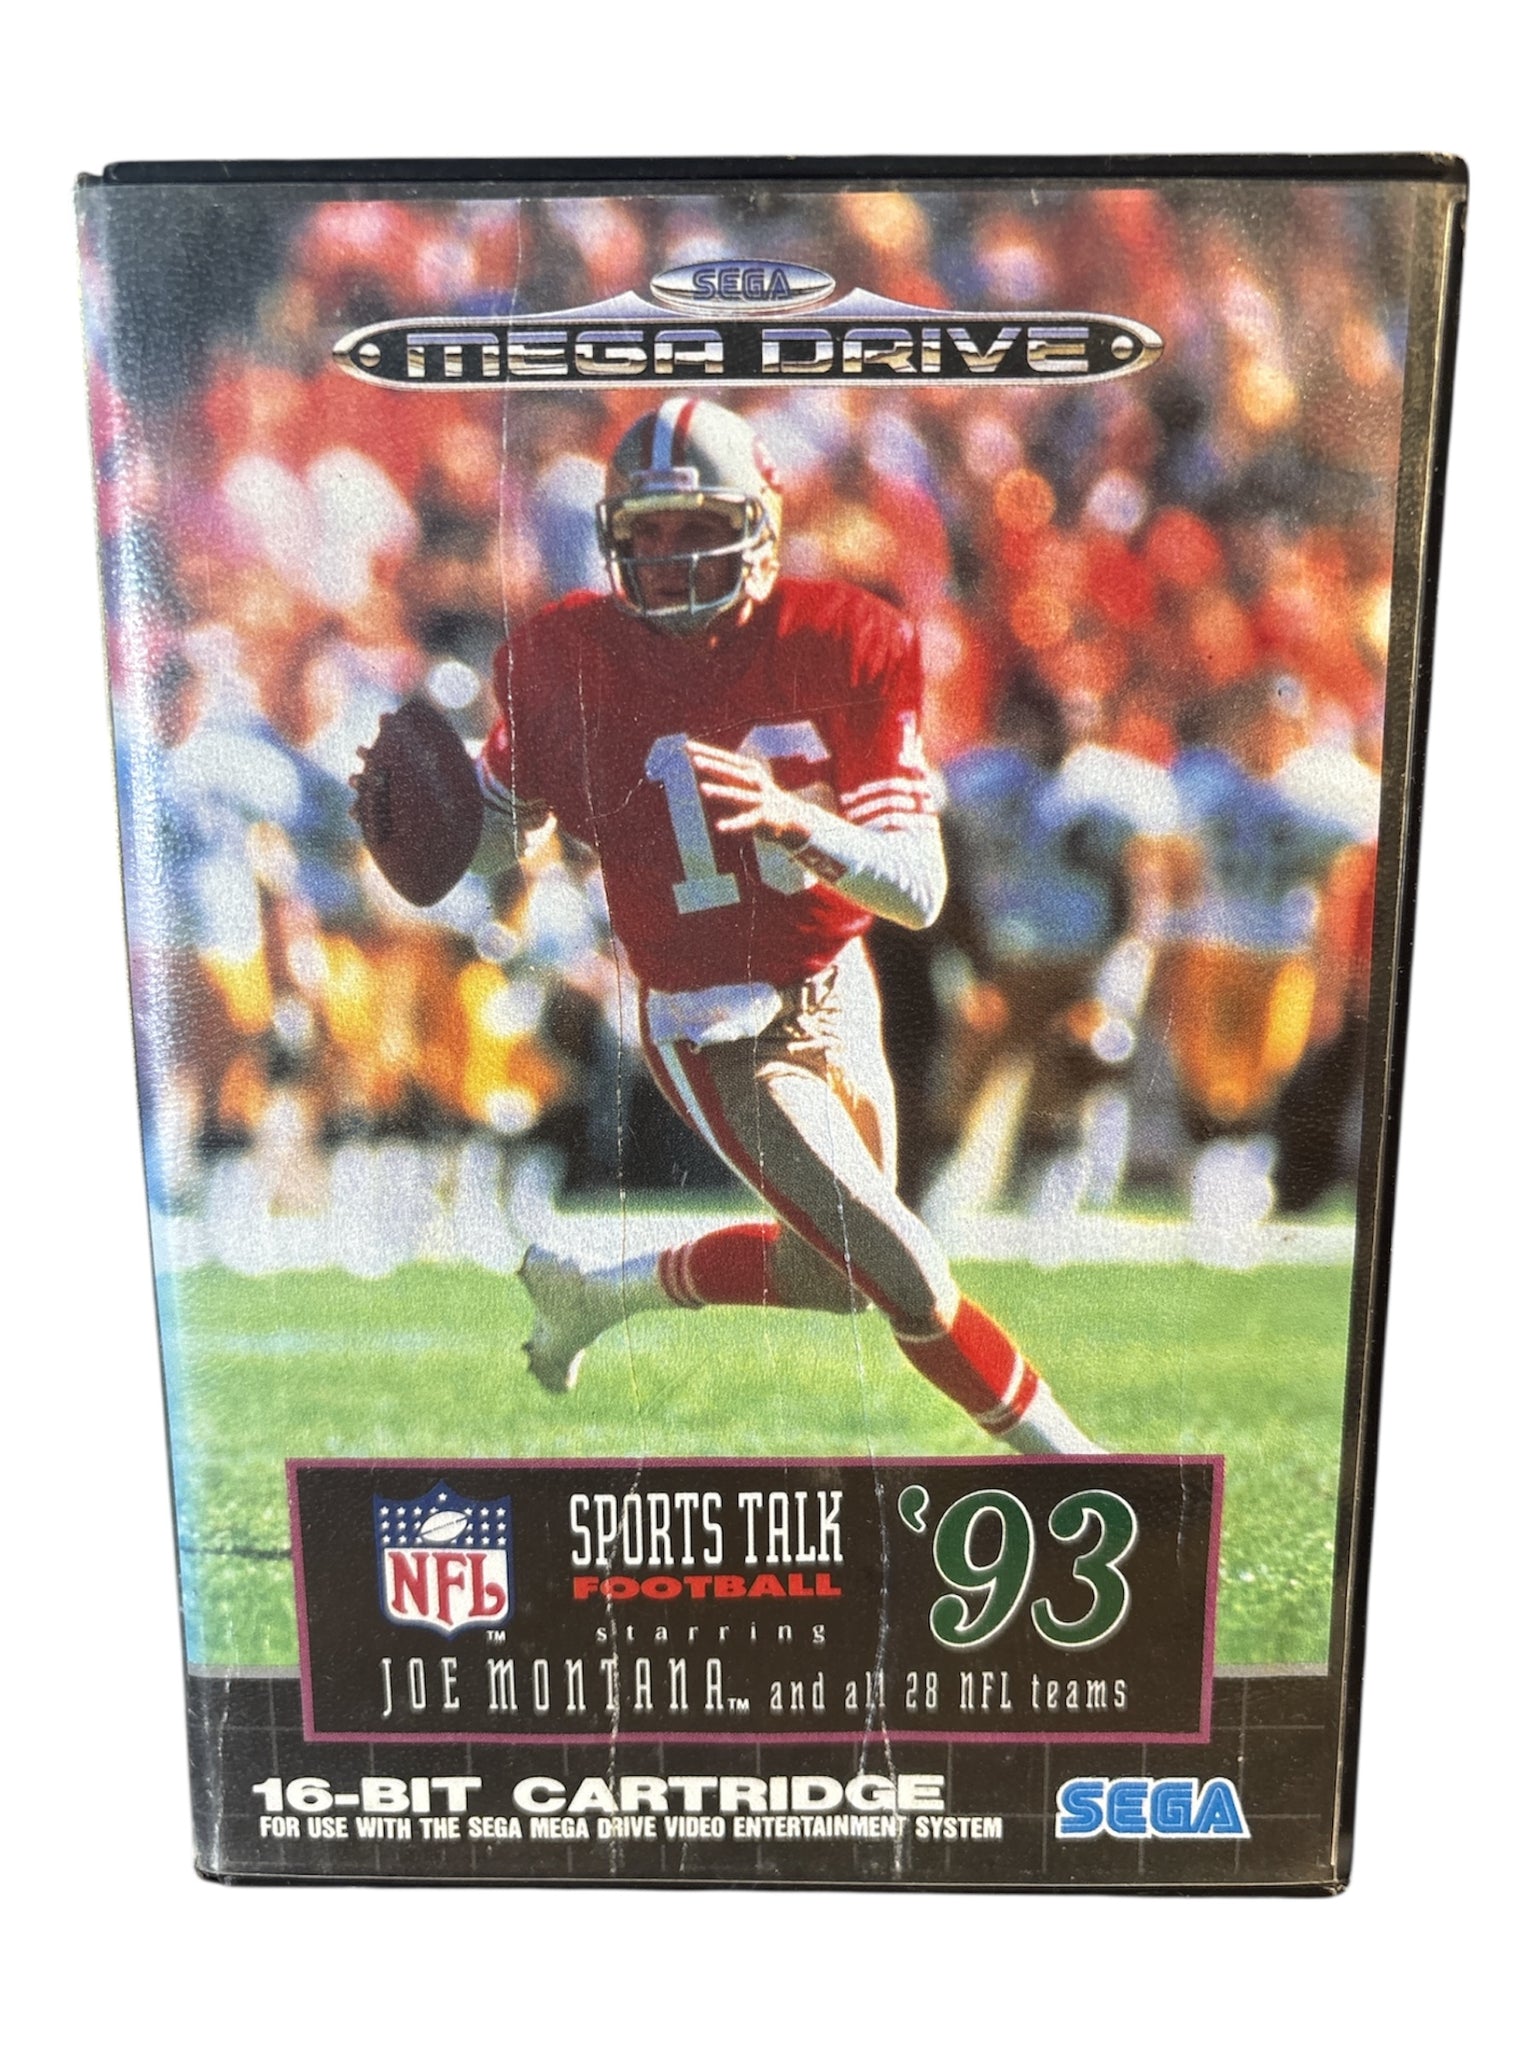 SEGA
MEGA DRIVE
16
SPORTS TALK
FOOTBALL
'93
NFL
TM
starring
JOE MONTANA™ and all 28 NFL teams
16-BIT CARTRIDGE
FOR USE WITH THE SEGA MEGA DRIVE VIDEO ENTERTAINMENT SYSTEM
SEGA